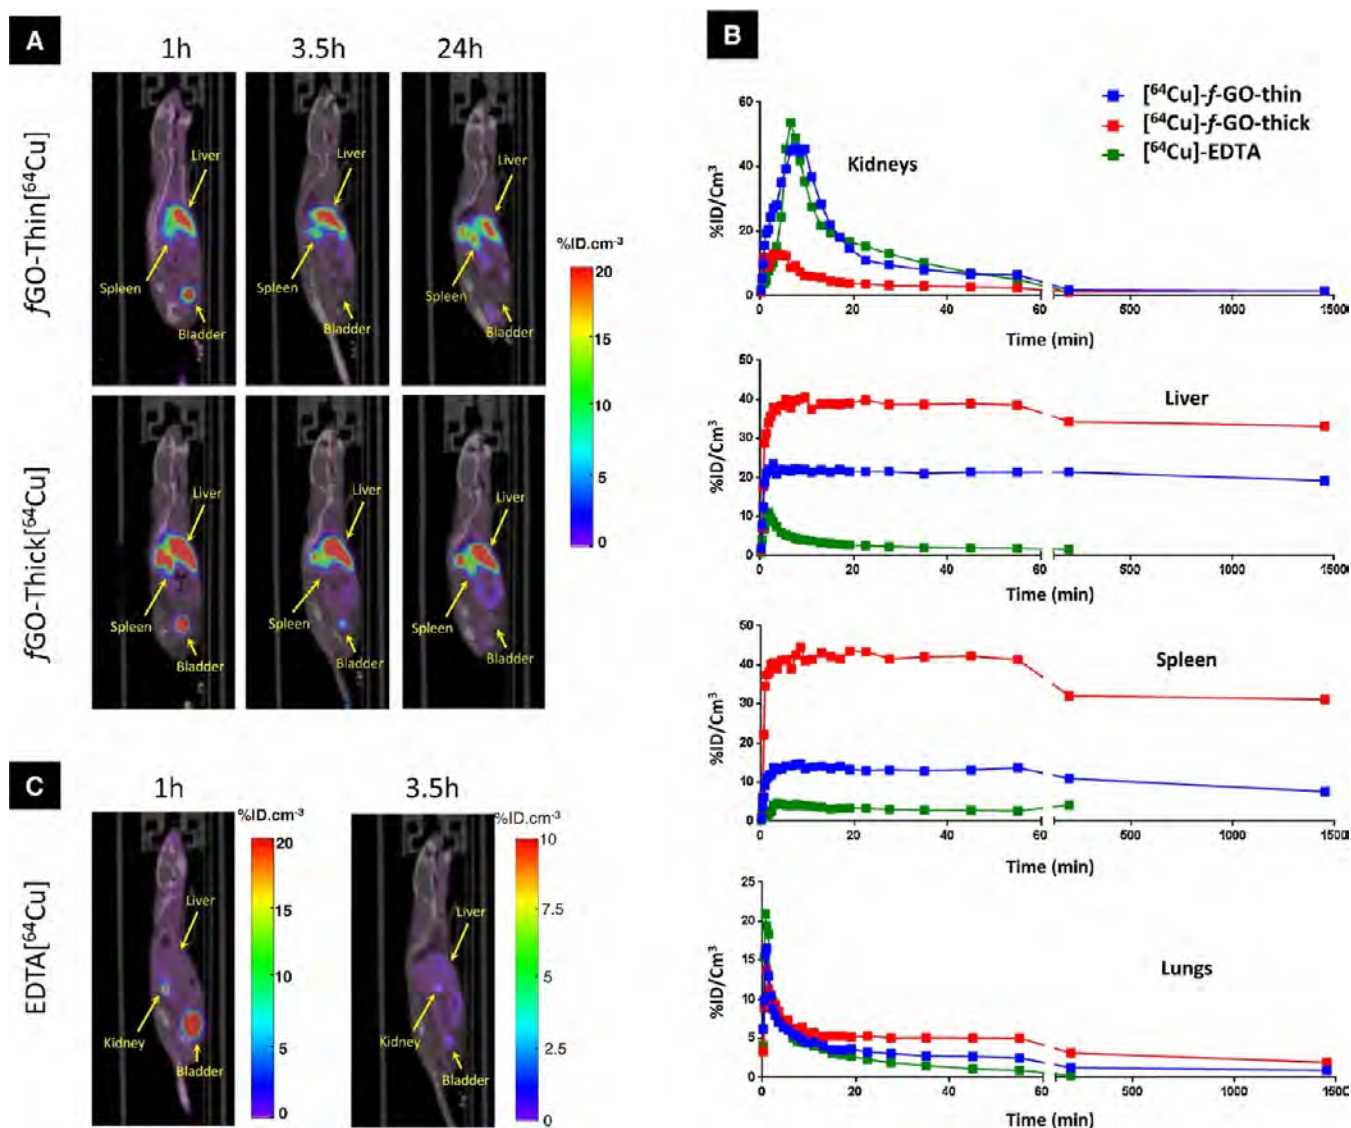 A
1h 3.5h 24h
fGO-Thin[⁶⁴Cu]
Liver Liver Liver
Spleen Spleen Spleen
Bladder Bladder Bladder
fGO-Thick[⁶⁴Cu]
Liver Liver Liver
Spleen Spleen Spleen
Bladder Bladder Bladder
%ID.cm⁻³
20
15
10
5
0
B
[⁶⁴Cu]-f-GO-thin
[⁶⁴Cu]-f-GO-thick
[⁶⁴Cu]-EDTA
Kidneys
%ID/Cm³
60
40
20
0
0 20 40 60 500 1000 1500
Time (min)
Liver
%ID/Cm³
50
40
30
20
10
0
0 20 40 60 500 1000 1500
Time (min)
Spleen
%ID/Cm³
50
40
30
20
10
0
0 20 40 60 500 1000 1500
Time (min)
Lungs
%ID/Cm³
25
20
15
10
5
0
0 20 40 60 500 1000 1500
Time (min)
C
1h 3.5h
EDTA[⁶⁴Cu]
Liver
Kidney
Bladder
%ID.cm⁻³
20
15
10
5
0
Liver
Kidney
Bladder
%ID.cm⁻³
10
7.5
5
2.5
0